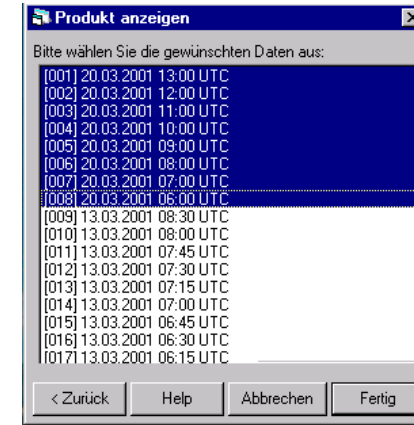 Produkt anzeigen
Bitte wählen Sie die gewünschten Daten aus:
[001] 20.03.2001 13:00 UTC
[002] 20.03.2001 12:00 UTC
[003] 20.03.2001 11:00 UTC
[004] 20.03.2001 10:00 UTC
[005] 20.03.2001 09:00 UTC
[006] 20.03.2001 08:00 UTC
[007] 20.03.2001 07:00 UTC
[008] 20.03.2001 06:00 UTC
[009] 13.03.2001 08:30 UTC
[010] 13.03.2001 08:00 UTC
[011] 13.03.2001 07:45 UTC
[012] 13.03.2001 07:30 UTC
[013] 13.03.2001 07:15 UTC
[014] 13.03.2001 07:00 UTC
[015] 13.03.2001 06:45 UTC
[016] 13.03.2001 06:30 UTC
[017] 13.03.2001 06:15 UTC
< Zurück Help Abbrechen Fertig